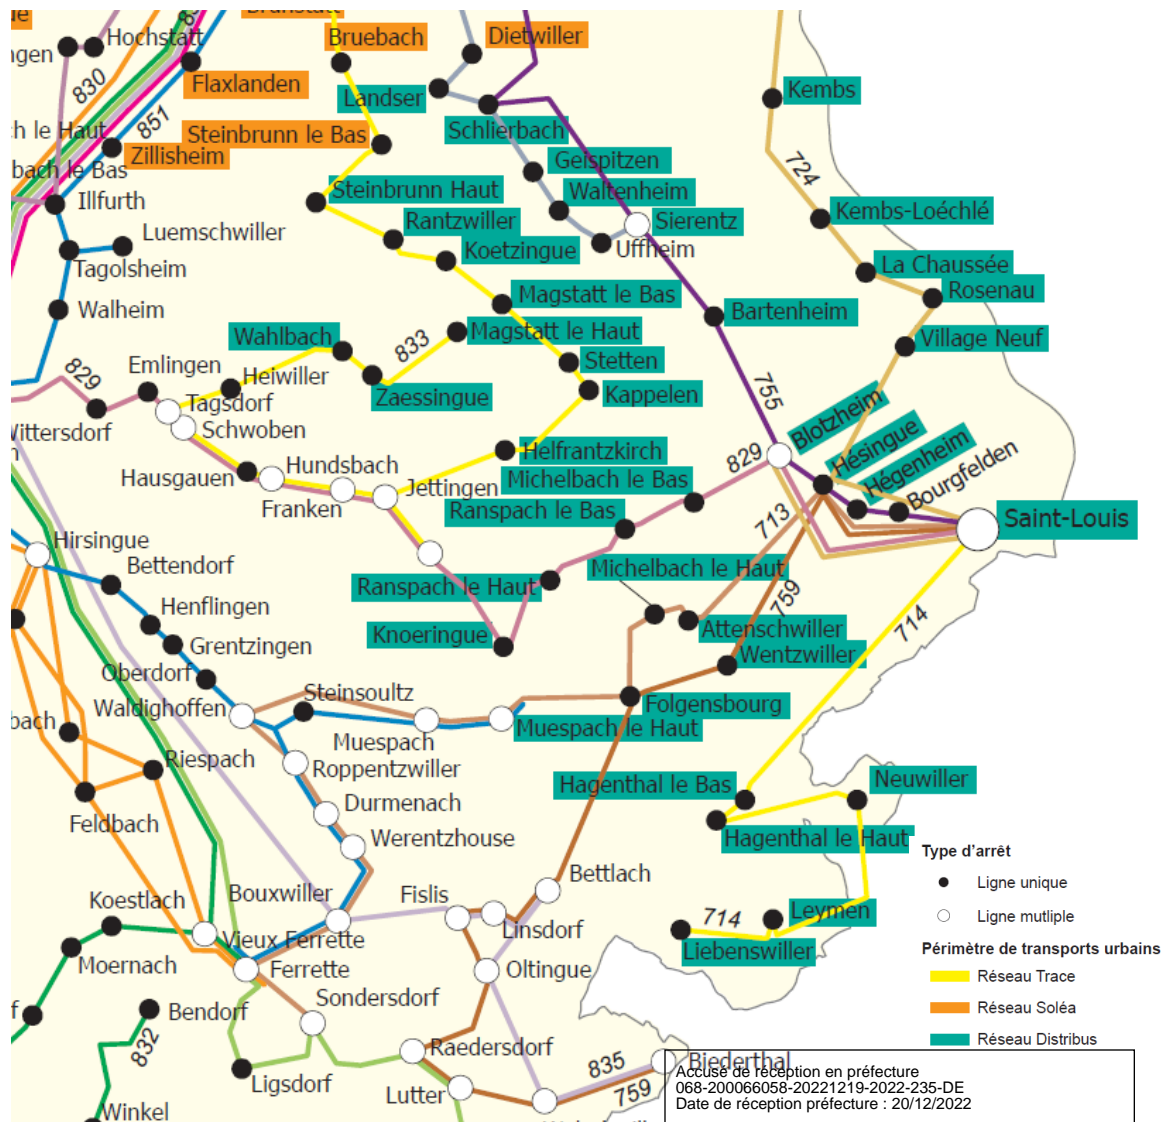 Hochstatt
Bruebach
Dietwiller
Flaxlanden
Landser
Kembs
830
851
Schlierbach
Steinbrunn le Bas
Zillisheim
Geispitzen
724
Illfurth
Steinbrunn Haut
Waltenheim
Rantzwiller
Sierentz
Kembs-Loéchlé
Luemschwiller
Koetzingue
Uffheim
Tagolsheim
La Chaussée
Rosenau
Walheim
Magstatt le Bas
Bartenheim
Wahlbach
833
Magstatt le Haut
Village Neuf
Emlingen
Heiwiller
Stetten
829
Zaessingue
Kappelen
755
Tagsdorf
Blotzheim
Schwoben
Helfrantzkirch
829
Hésingue
Hégenheim
Bourgfelden
Hausgauen
Hundsbach
Michelbach le Bas
Franken
Jettingen
Ranspach le Bas
713
Saint-Louis
Hirsingue
Bettendorf
Ranspach le Haut
Michelbach le Haut
759
Henflingen
Attenschwiller
714
Grentzingen
Knoeringue
Wentzwiller
Oberdorf
Steinsoultz
Folgensbourg
Waldighoffen
Muespach le Haut
Muespach
Riespach
Roppentzwiller
Hagenthal le Bas
Neuwiller
Durmenach
Feldbach
Werentzhouse
Hagenthal le Haut
Type d'arrêt
Bettlach
Ligne unique
Koestlach
Bouxwiller
Fislis
714
Leymen
Ligne mutliple
Linsdorf
Vieux Ferrette
Liebenswiller
Périmètre de transports urbains
Moernach
Ferrette
Oltingue
Réseau Trace
Bendorf
Sondersdorf
Réseau Soléa
832
Réseau Distribus
Raedersdorf
835
Biederthal
Ligsdorf
Lutter
759
Winkel
Accusé de réception en préfecture
068-200066058-20221219-2022-235-DE
Date de réception préfecture : 20/12/2022